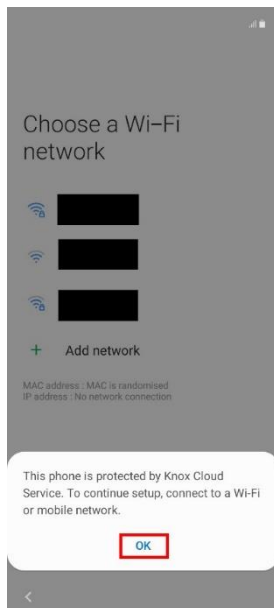 Choose a Wi-Fi
network
Add network
MAC address : MAC is randomised
IP address : No network connection
This phone is protected by Knox Cloud
Service. To continue setup, connect to a Wi-Fi
or mobile network.
OK